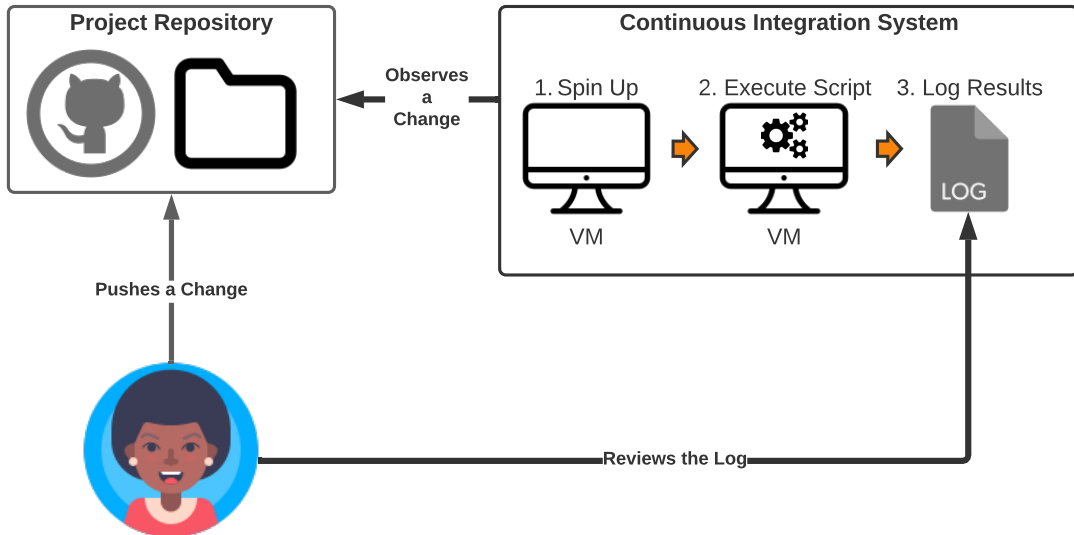 Project Repository
Continuous Integration System
Observes
a
Change
1. Spin Up
2. Execute Script
3. Log Results
LOG
VM
VM
Pushes a Change
Reviews the Log